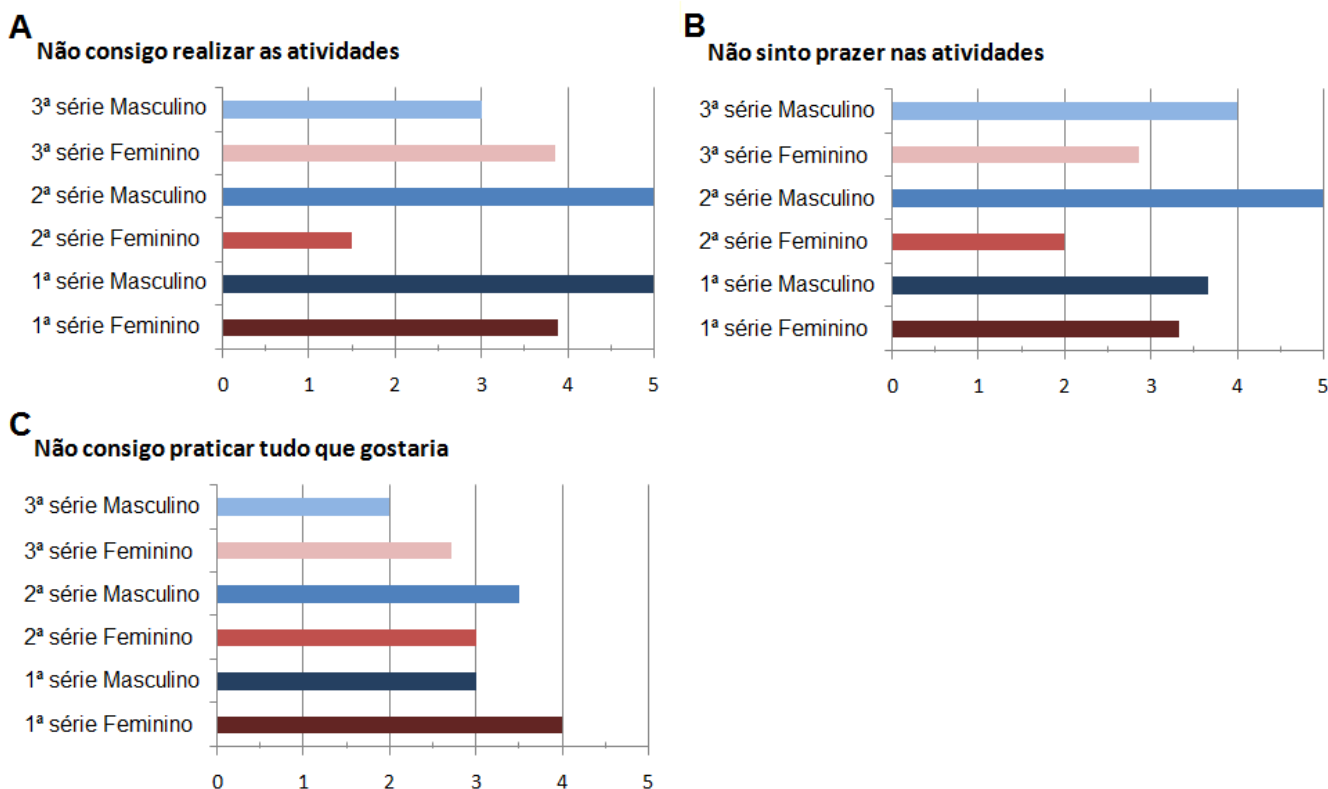 A
Não consigo realizar as atividades
3ª série Masculino
3ª série Feminino
2ª série Masculino
2ª série Feminino
1ª série Masculino
1ª série Feminino
0 1 2 3 4 5
B
Não sinto prazer nas atividades
3ª série Masculino
3ª série Feminino
2ª série Masculino
2ª série Feminino
1ª série Masculino
1ª série Feminino
0 1 2 3 4 5
C
Não consigo praticar tudo que gostaria
3ª série Masculino
3ª série Feminino
2ª série Masculino
2ª série Feminino
1ª série Masculino
1ª série Feminino
0 1 2 3 4 5